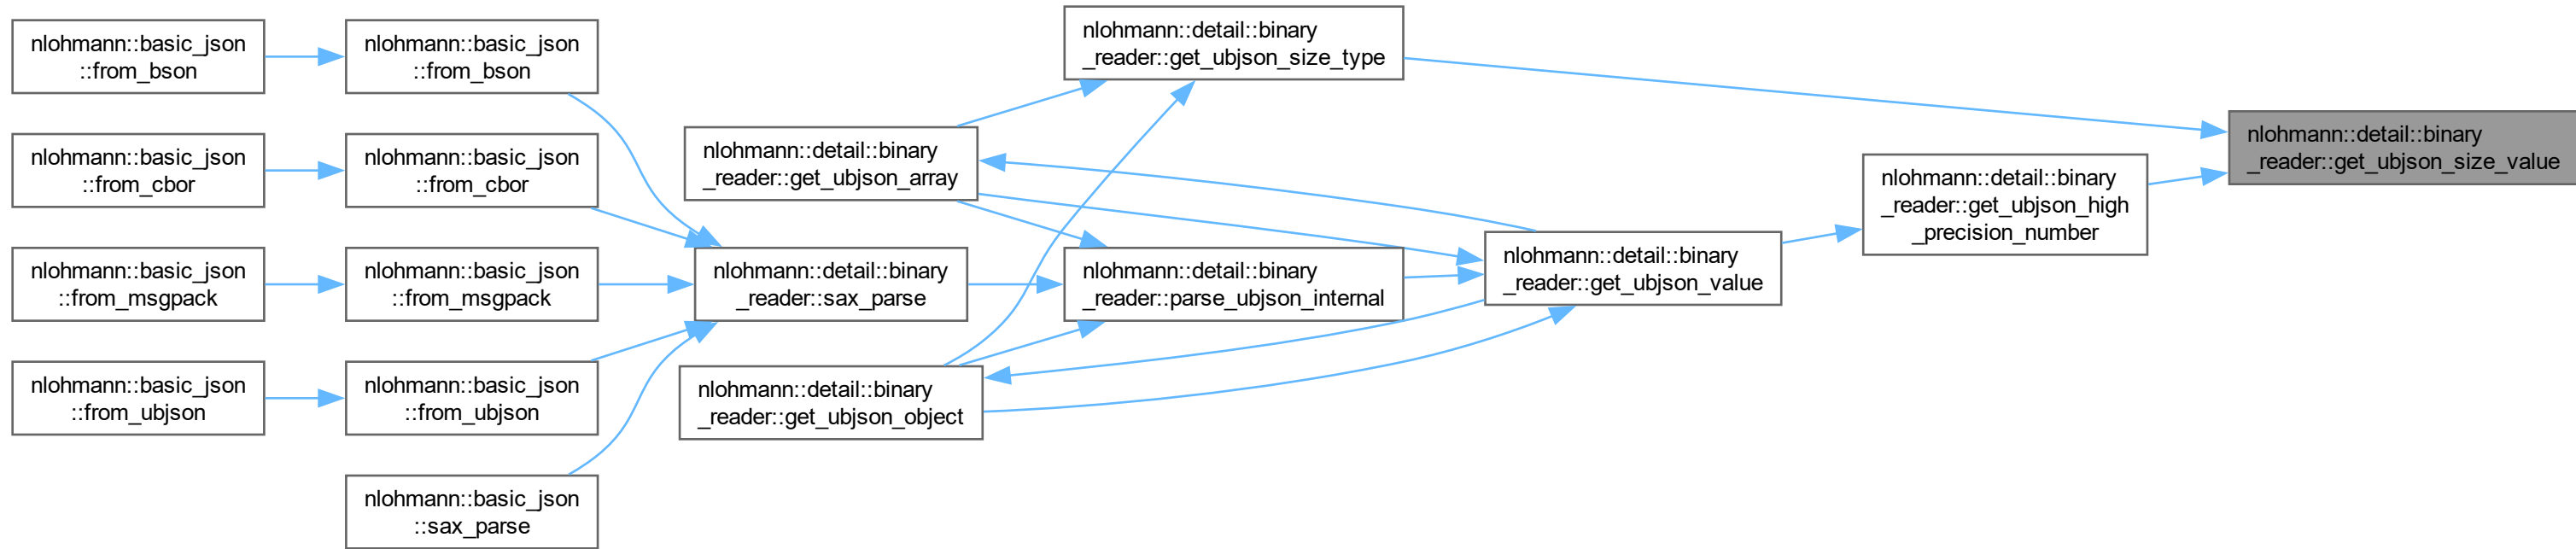 nlohmann::basic_json
::from_bson
nlohmann::basic_json
::from_cbor
nlohmann::basic_json
::from_msgpack
nlohmann::basic_json
::from_ubjson
nlohmann::basic_json
::from_bson
nlohmann::basic_json
::from_cbor
nlohmann::basic_json
::from_msgpack
nlohmann::basic_json
::from_ubjson
nlohmann::basic_json
::sax_parse
nlohmann::detail::binary
_reader::get_ubjson_array
nlohmann::detail::binary
_reader::sax_parse
nlohmann::detail::binary
_reader::get_ubjson_object
nlohmann::detail::binary
_reader::get_ubjson_size_type
nlohmann::detail::binary
_reader::parse_ubjson_internal
nlohmann::detail::binary
_reader::get_ubjson_value
nlohmann::detail::binary
_reader::get_ubjson_high
_precision_number
nlohmann::detail::binary
_reader::get_ubjson_size_value